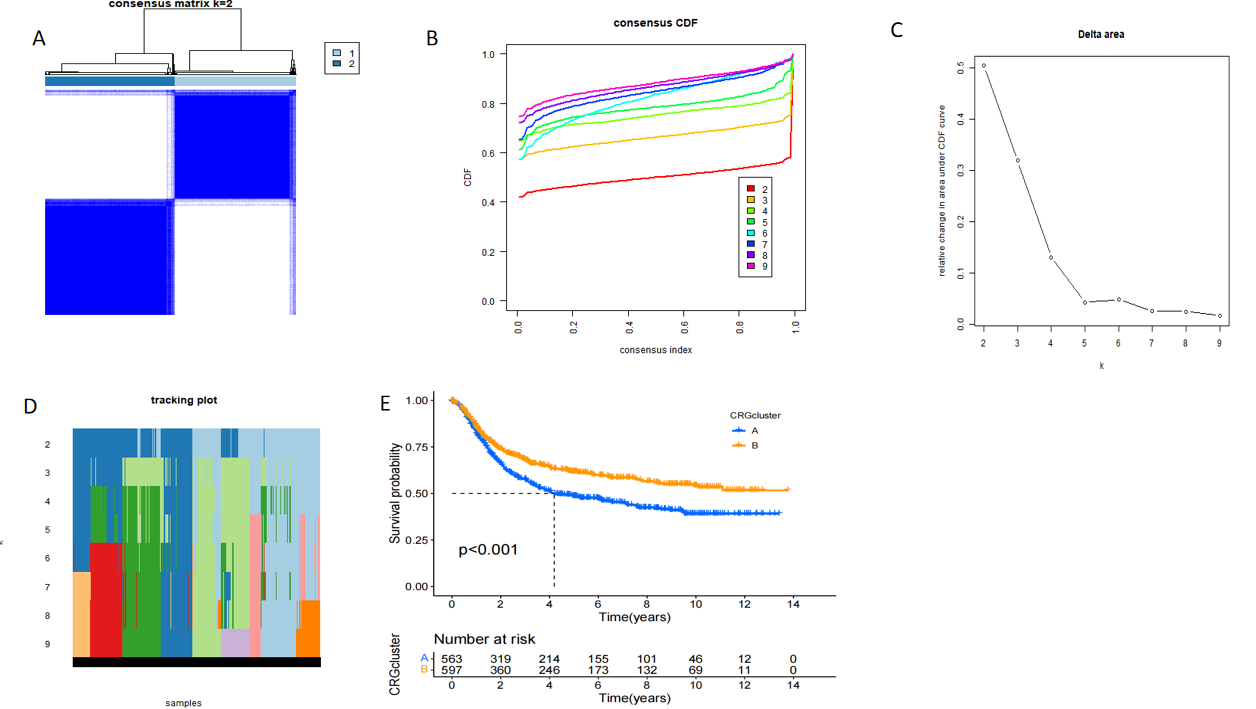 A
consensus matrix k=2
1
2
B
consensus CDF
CDF
1.0
0.8
0.6
0.4
0.2
0.0
2
3
4
5
6
7
8
9
0.0 0.2 0.4 0.6 0.8 1.0
consensus index
C
Delta area
relative change in area under CDF curve
0.5
0.4
0.3
0.2
0.1
0.0
2 3 4 5 6 7 8 9
k
D
tracking plot
k
2
3
4
5
6
7
8
9
samples
E
Survival probability
1.00
0.75
0.50
0.25
0.00
CRGcluster
A
B
p<0.001
0 2 4 6 8 10 12 14
Time(years)
Number at risk
CRGcluster
A 563 319 214 155 101 46 12 0
B 597 360 246 173 132 69 11 0
0 2 4 6 8 10 12 14
Time(years)